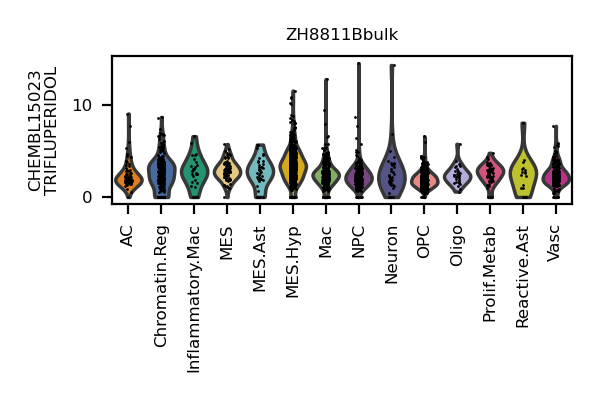 ZH8811Bbulk
CHEMBL15023
TRIFLUPERIDOL
10
0
AC
Chromatin.Reg
Inflammatory.Mac
MES
MES.Ast
MES.Hyp
Mac
NPC
Neuron
OPC
Oligo
Prolif.Metab
Reactive.Ast
Vasc